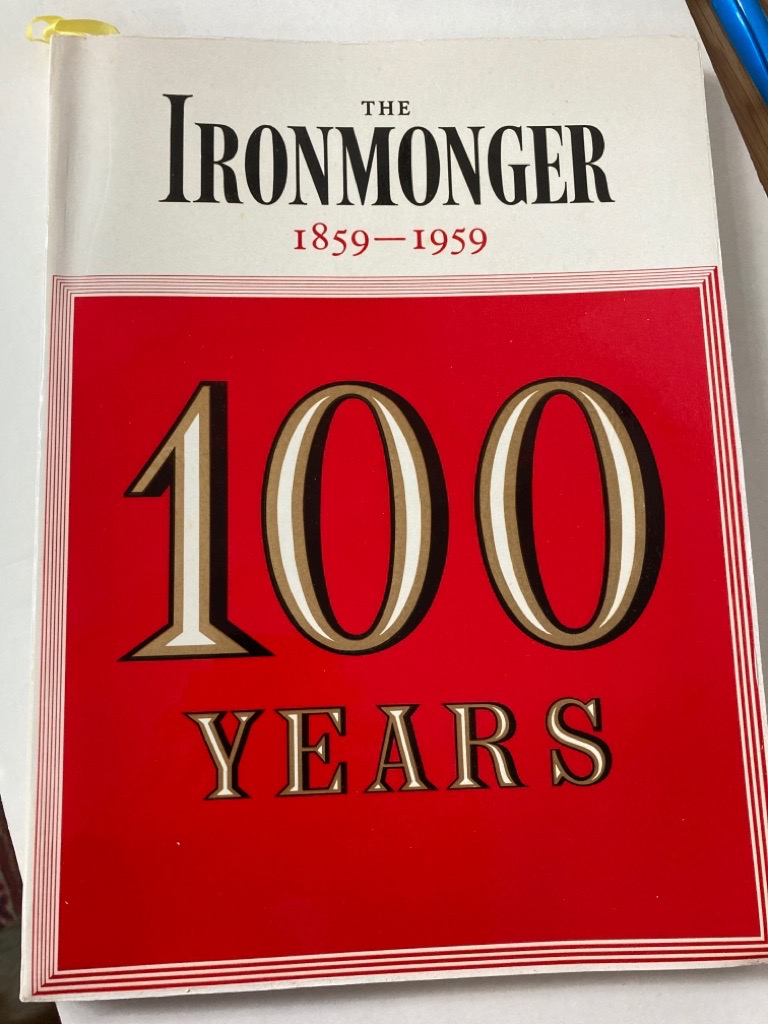 THE
IRONMONGER
1859—1959
100
YEARS